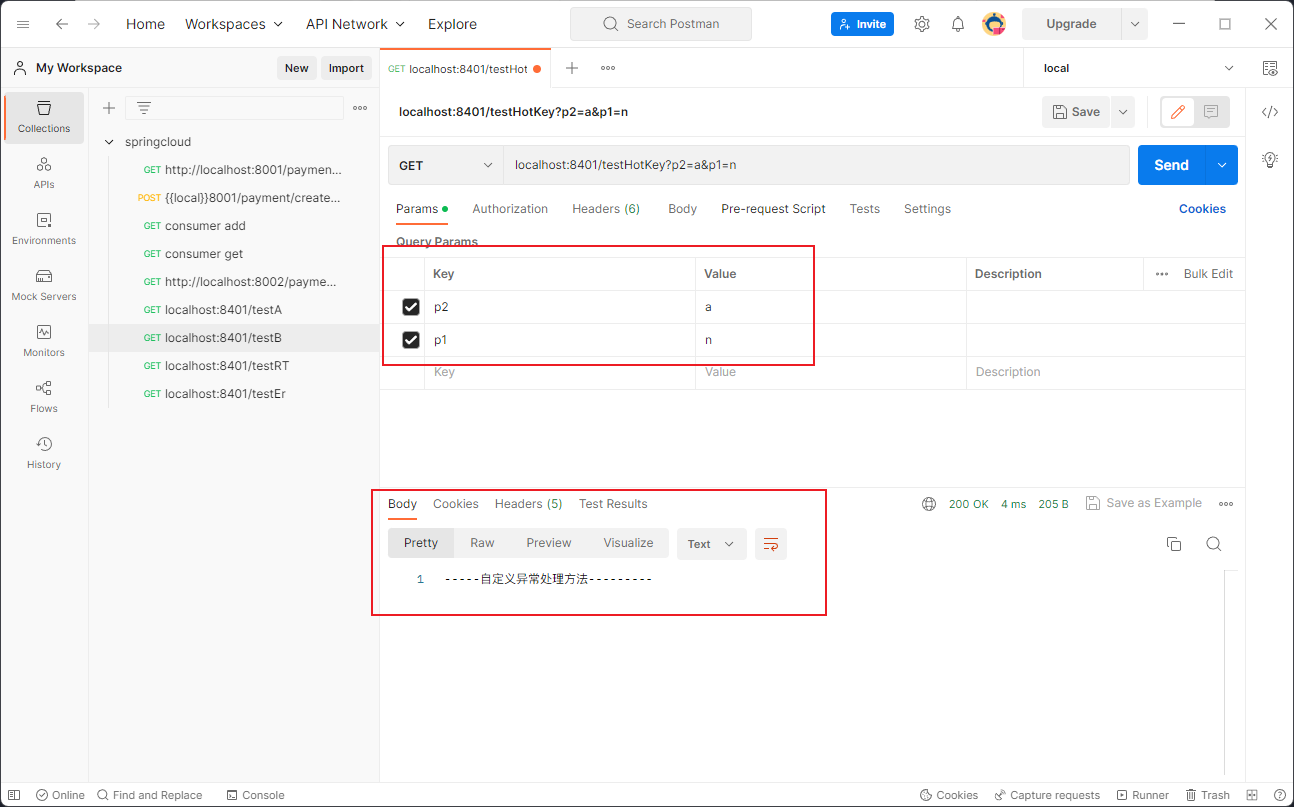 Home Workspaces API Network Explore Search Postman Invite Upgrade
My Workspace New Import GET localhost:8401/testHot local
Collections
APIs
Environments
Mock Servers
Monitors
Flows
History
springcloud
GET http://localhost:8001/paymen...
POST {{local}}8001/payment/create...
GET consumer add
GET consumer get
GET http://localhost:8002/payme...
GET localhost:8401/testA
GET localhost:8401/testB
GET localhost:8401/testRT
GET localhost:8401/testEr
localhost:8401/testHotKey?p2=a&p1=n Save
GET localhost:8401/testHotKey?p2=a&p1=n Send
Params Authorization Headers (6) Body Pre-request Script Tests Settings Cookies
Query Params
Key Value Description Bulk Edit
p2 a
p1 n
Key Value Description
Body Cookies Headers (5) Test Results 200 OK 4 ms 205 B Save as Example
Pretty Raw Preview Visualize Text
1 -----自定义异常处理方法---------
Online Find and Replace Console Cookies Capture requests Runner Trash